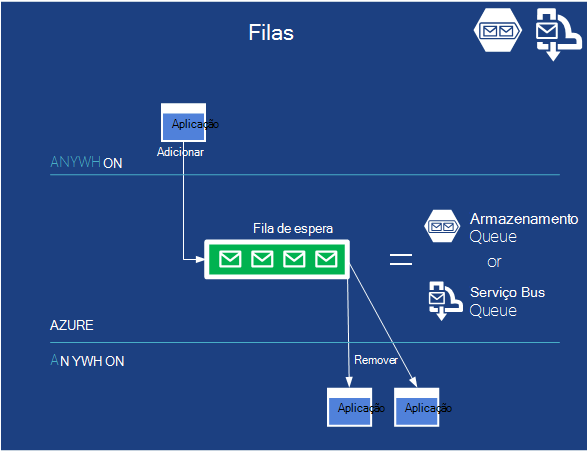 Filas
Aplicação
Adicionar
ANYWH ON
Fila de espera
Armazenamento
Queue
or
Serviço Bus
Queue
AZURE
AN YWH ON
Remover
Aplicação
Aplicação